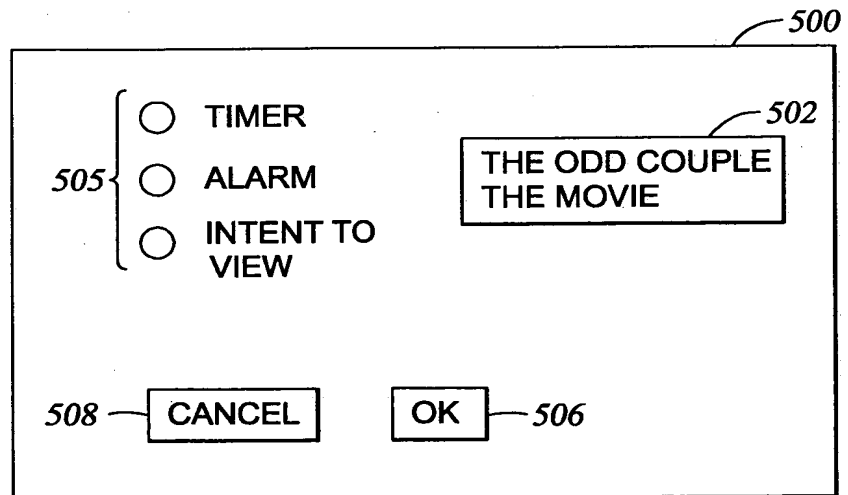 500
TIMER
502
THE ODD COUPLE
THE MOVIE
505
ALARM
INTENT TO
VIEW
508
CANCEL
OK
506